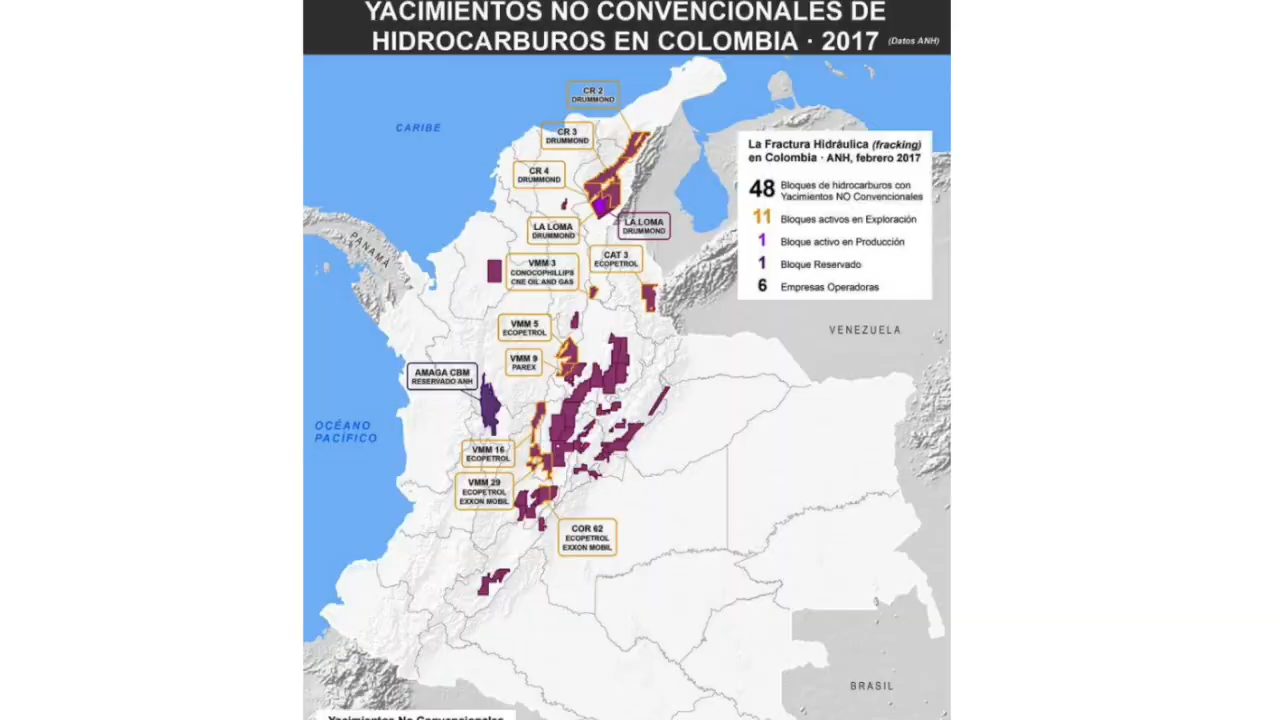 YACIMIENTOS NO CONVENCIONALES DE
HIDROCARBUROS EN COLOMBIA · 2017 (Datos ANH)
CARIBE
CR 2
DRUMMOND
CR 3
DRUMMOND
CR 4
DRUMMOND
LA LOMA
DRUMMOND
LA LOMA
DRUMMOND
La Fractura Hidráulica (fracking)
en Colombia · ANH, febrero 2017
48 Bloques de hidrocarburos con
Yacimientos NO Convencionales
11 Bloques activos en Exploración
1 Bloque activo en Producción
1 Bloque Reservado
6 Empresas Operadoras
PANAMÁ
VMM 3
CONOCOPHILLIPS
CNE OIL AND GAS
CAT 3
ECOPETROL
VENEZUELA
VMM 5
ECOPETROL
VMM 9
PAREX
AMAGA CBM
RESERVADO ANH
OCÉANO
PACÍFICO
VMM 16
ECOPETROL
VMM 29
ECOPETROL
EXXON MOBIL
COR 62
ECOPETROL
EXXON MOBIL
BRASIL
Yacimientos No Convencionales